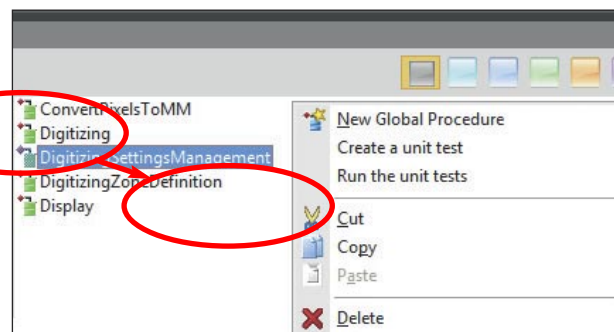 ConvertPixelsToMM
Digitizing
DigitizingSettingsManagement
DigitizingZoneDefinition
Display
New Global Procedure
Create a unit test
Run the unit tests
Cut
Copy
Paste
Delete